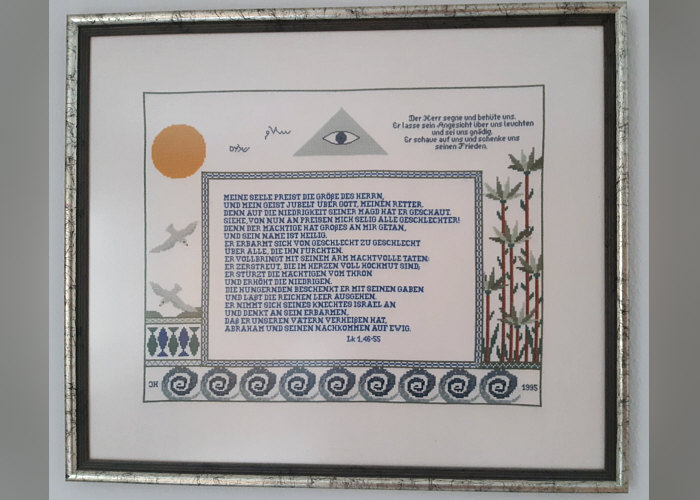 Der Herr segne und behüte uns.
Er lasse sein Angesicht über uns leuchten
und sei uns gnädig.
Er schaue auf uns und schenke uns
seinen Frieden.
سلام
שלום
MEINE SEELE PREIST DIE GRÖßE DES HERRN,
UND MEIN GEIST JUBELT ÜBER GOTT, MEINEN RETTER.
DENN AUF DIE NIEDRIGKEIT SEINER MAGD HAT ER GESCHAUT.
SIEHE, VON NUN AN PREISEN MICH SELIG ALLE GESCHLECHTER!
DENN DER MÄCHTIGE HAT GROßES AN MIR GETAN,
UND SEIN NAME IST HEILIG.
ER ERBARMT SICH VON GESCHLECHT ZU GESCHLECHT
ÜBER ALLE, DIE IHN FÜRCHTEN.
ER VOLLBRINGT MIT SEINEM ARM MACHTVOLLE TATEN:
ER ZERSTREUT, DIE IM HERZEN VOLL HOCHMUT SIND;
ER STÜRZT DIE MÄCHTIGEN VOM THRON
UND ERHÖHT DIE NIEDRIGEN.
DIE HUNGERNDEN BESCHENKT ER MIT SEINEN GABEN
UND LÄßT DIE REICHEN LEER AUSGEHEN.
ER NIMMT SICH SEINES KNECHTES ISRAEL AN
UND DENKT AN SEIN ERBARMEN,
DAS ER UNSEREN VÄTERN VERHEIßEN HAT,
ABRAHAM UND SEINEN NACHKOMMEN AUF EWIG.
Lk 1,46-55
1995